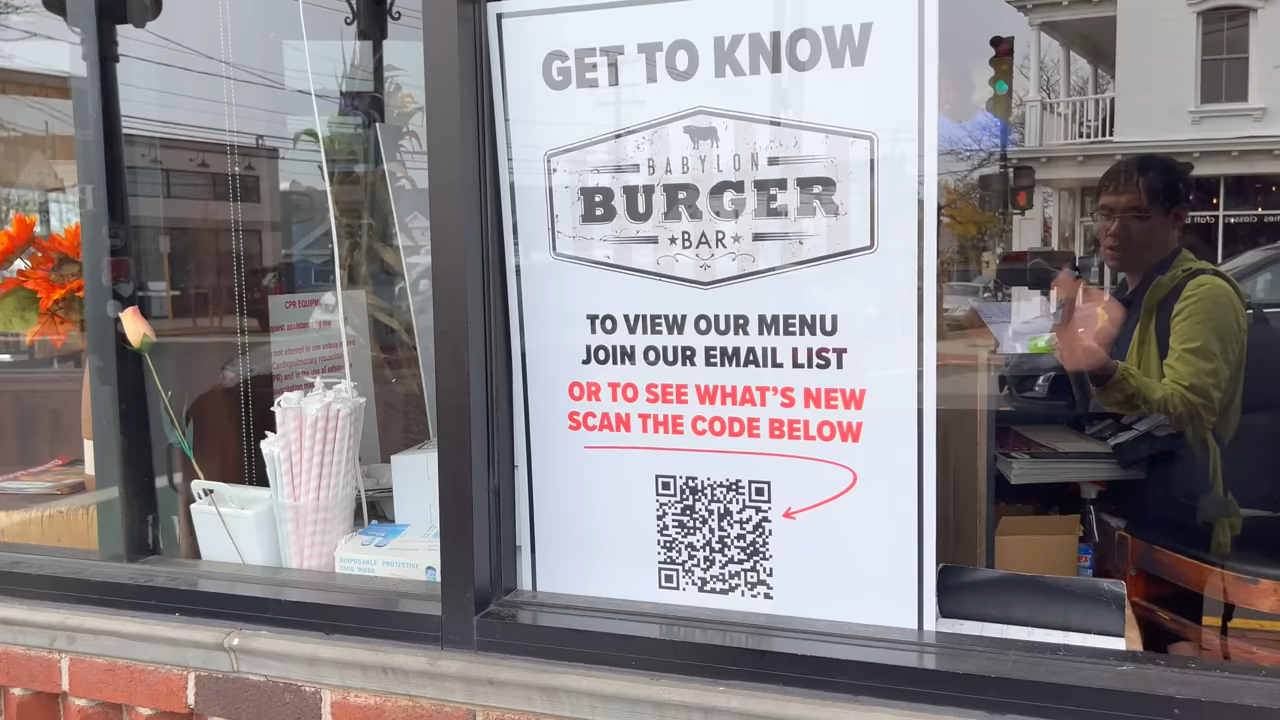 GET TO KNOW
BABYLON
BURGER
BAR
TO VIEW OUR MENU
JOIN OUR EMAIL LIST
OR TO SEE WHAT'S NEW
SCAN THE CODE BELOW
CPR EQUIPM
DISPOSABLE PROTECTIVE
FACE MASK